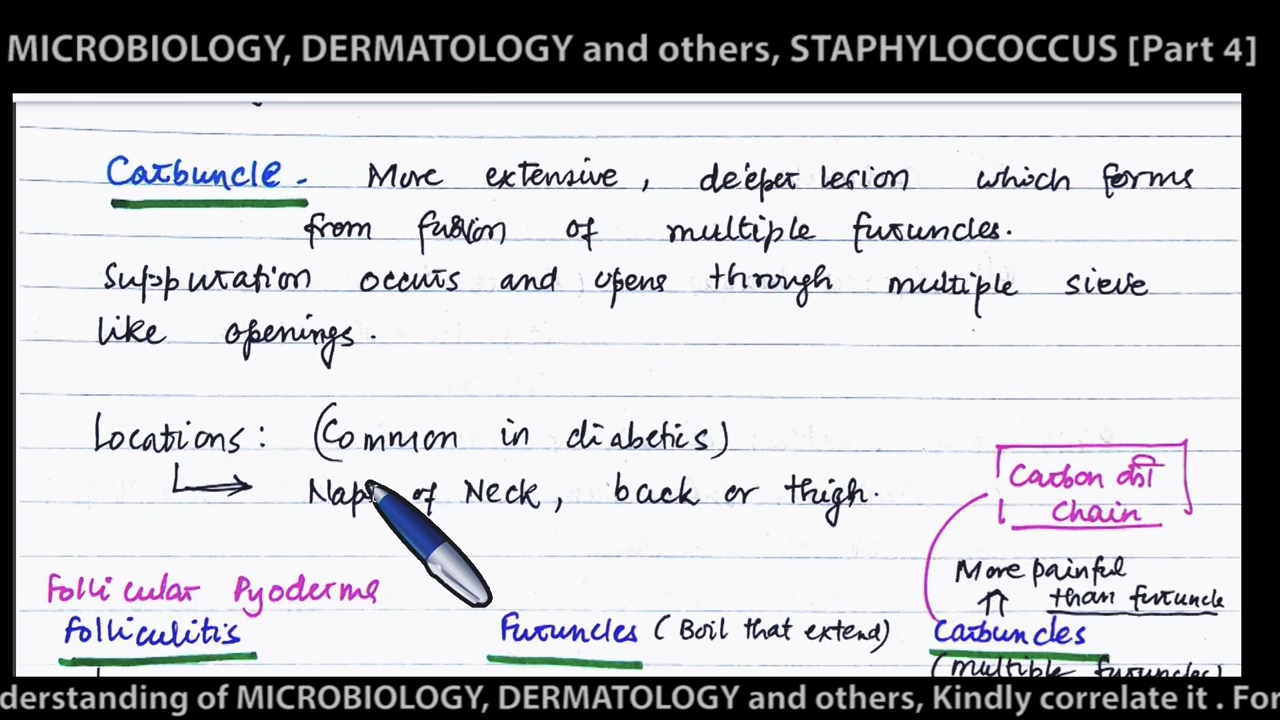 MICROBIOLOGY, DERMATOLOGY and others, STAPHYLOCOCCUS [Part 4]
Carbuncle - More extensive, deeper lesion which forms
from fusion of multiple furuncles.
Suppuration occurs and opens through multiple sieve
like openings.
Locations: (Common in diabetics)
Nape of Neck, back or thigh.
Carbon की
Chain
More painful
than furuncle
Follicular Pyoderma
Folliculitis
Furuncles (Boil that extend)
Carbuncles
(multiple furuncles)
derstanding of MICROBIOLOGY, DERMATOLOGY and others, Kindly correlate it . For